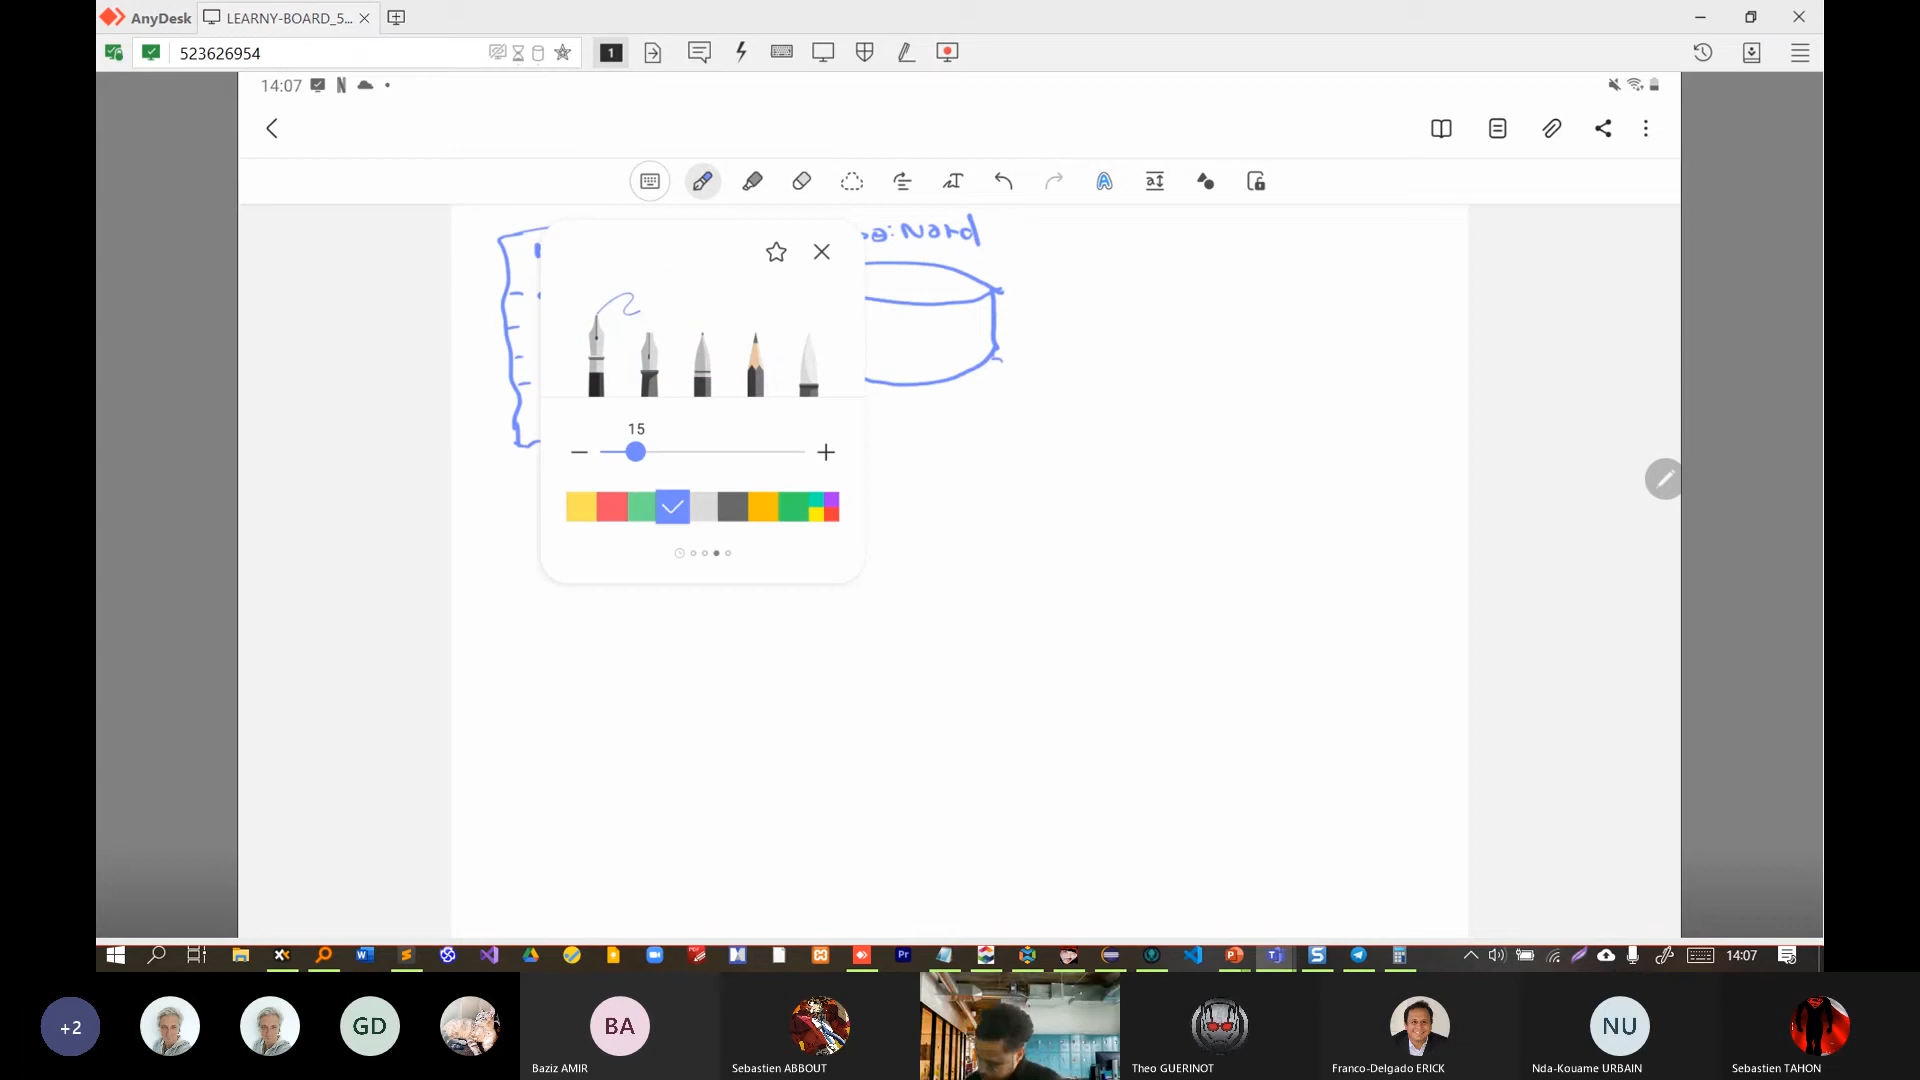 AnyDesk LEARNY-BOARD_5...
523626954 1
14:07
15
14:07
+2 GD BA NU
Baziz AMIR Sebastien ABBOUT Theo GUERINOT Franco-Delgado ERICK Nda-Kouame URBAIN Sebastien TAHON